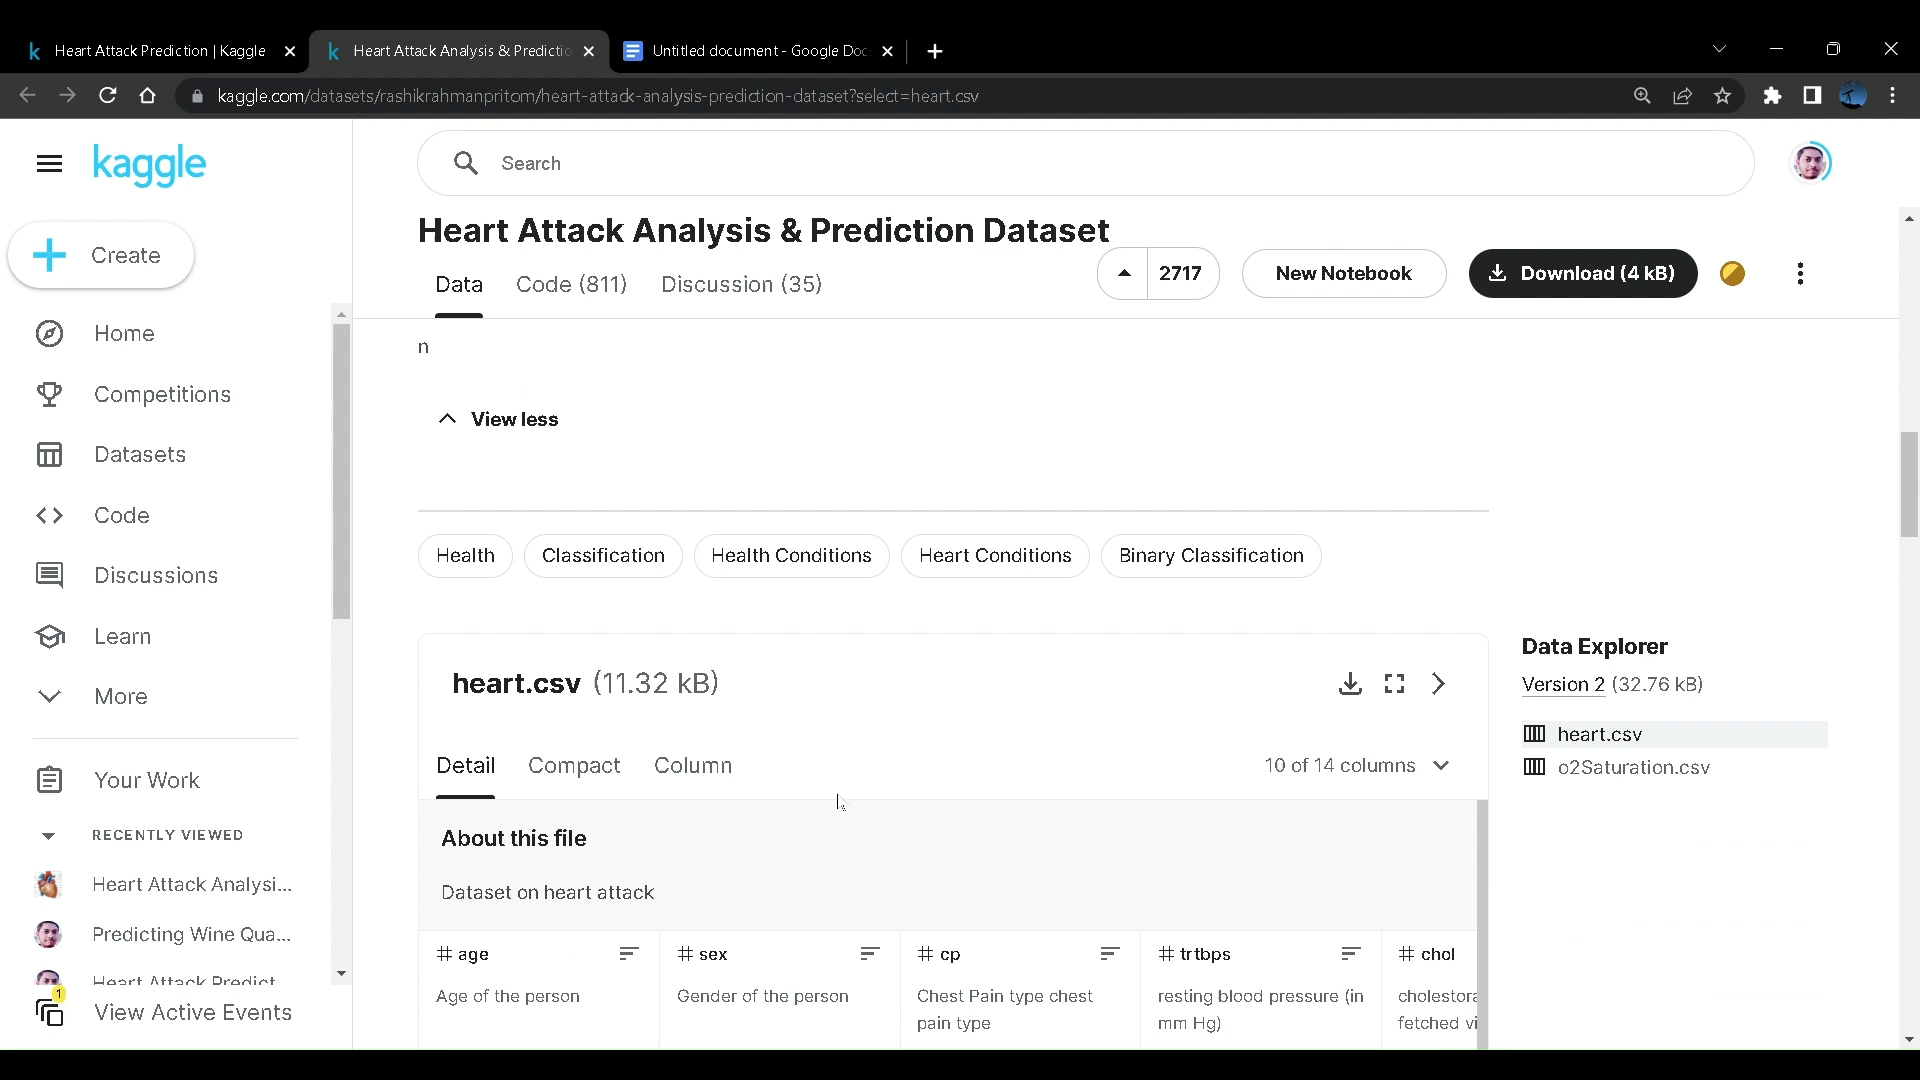 Heart Attack Prediction | Kaggle
Heart Attack Analysis & Predictio
Untitled document - Google Doc
kaggle.com/datasets/rashikrahmanpritom/heart-attack-analysis-prediction-dataset?select=heart.csv
kaggle
Search
Create
Heart Attack Analysis & Prediction Dataset
Data
Code (811)
Discussion (35)
2717
New Notebook
Download (4 kB)
Home
Competitions
Datasets
Code
Discussions
Learn
More
Your Work
RECENTLY VIEWED
Heart Attack Analysi...
Predicting Wine Qua...
Heart Attack Predict
1
View Active Events
n
View less
Health
Classification
Health Conditions
Heart Conditions
Binary Classification
heart.csv (11.32 kB)
Detail
Compact
Column
10 of 14 columns
About this file
Dataset on heart attack
# age
# sex
# cp
# trtbps
# chol
Age of the person
Gender of the person
Chest Pain type chest
pain type
resting blood pressure (in
mm Hg)
cholestora
fetched vi
Data Explorer
Version 2 (32.76 kB)
heart.csv
o2Saturation.csv